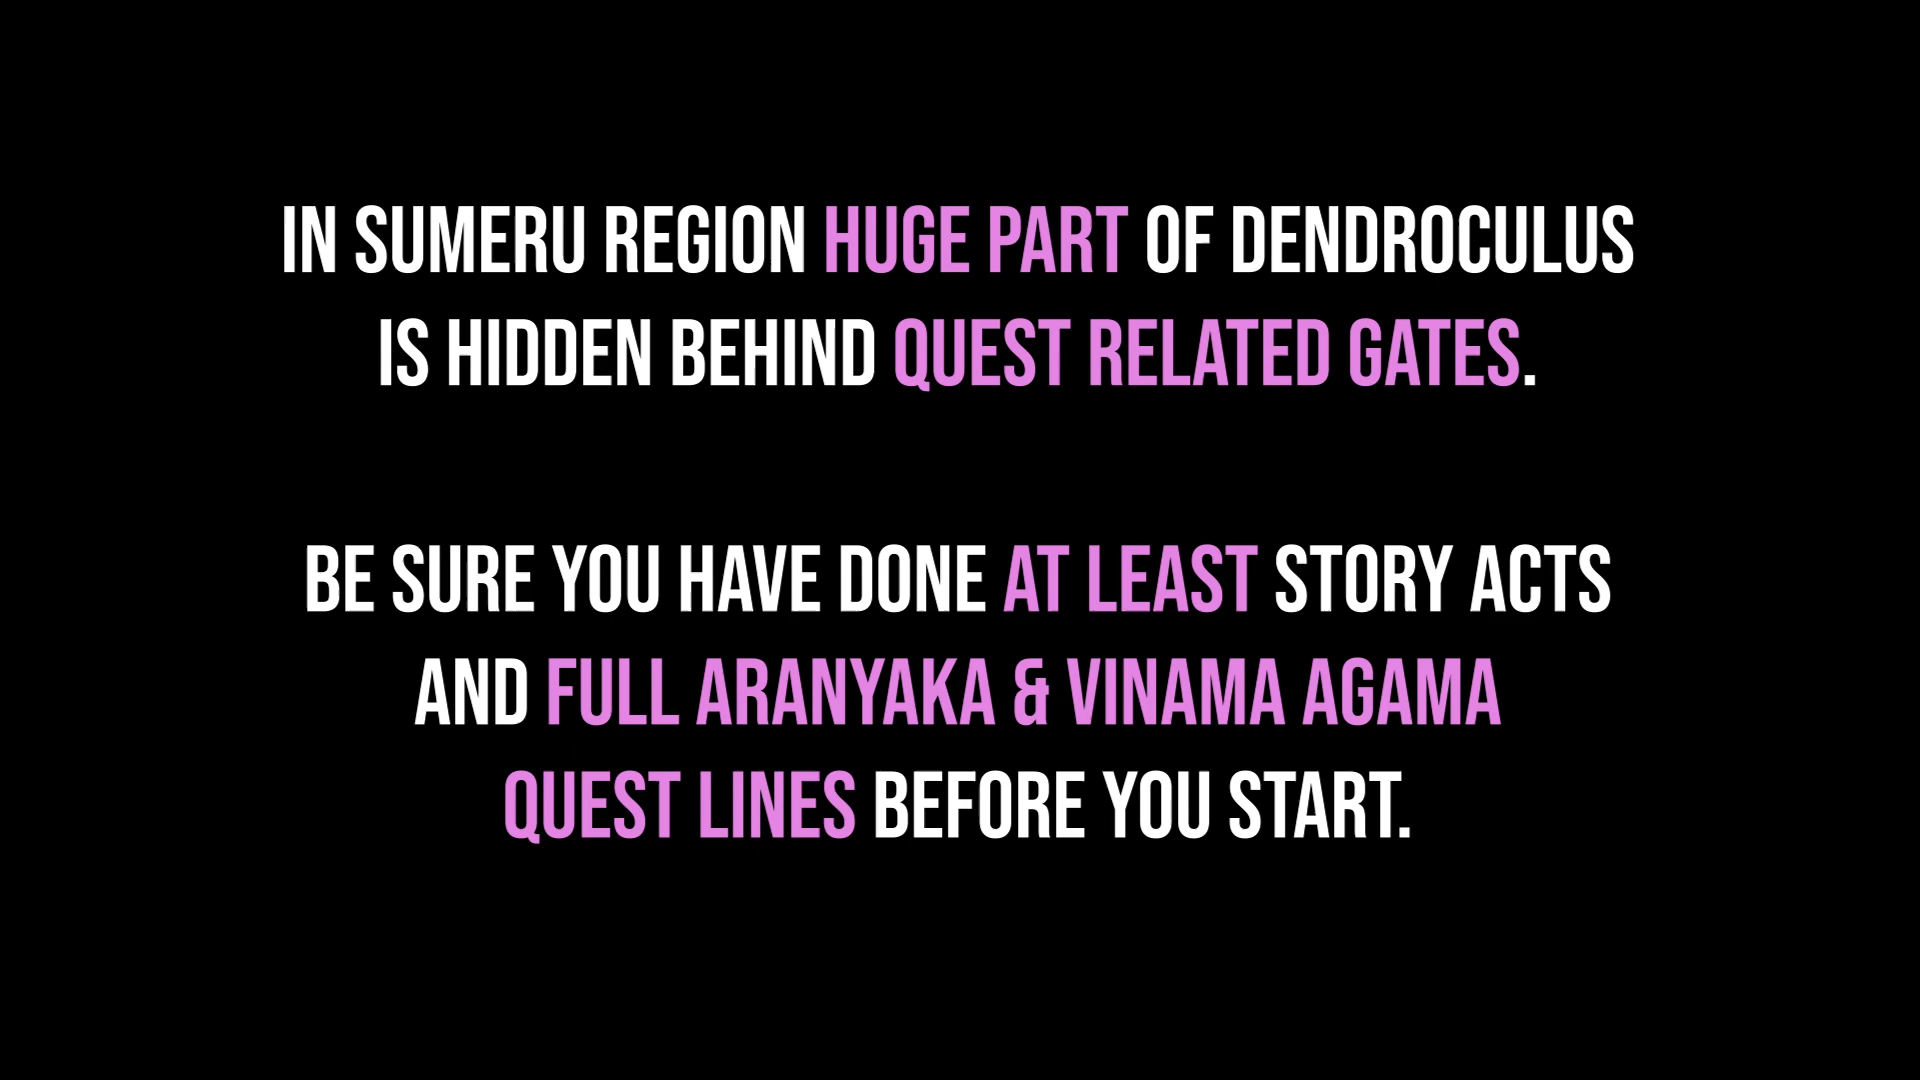 IN SUMERU REGION HUGE PART OF DENDROCULUS
IS HIDDEN BEHIND QUEST RELATED GATES.
BE SURE YOU HAVE DONE AT LEAST STORY ACTS
AND FULL ARANYAKA & VINAMA AGAMA
QUEST LINES BEFORE YOU START.